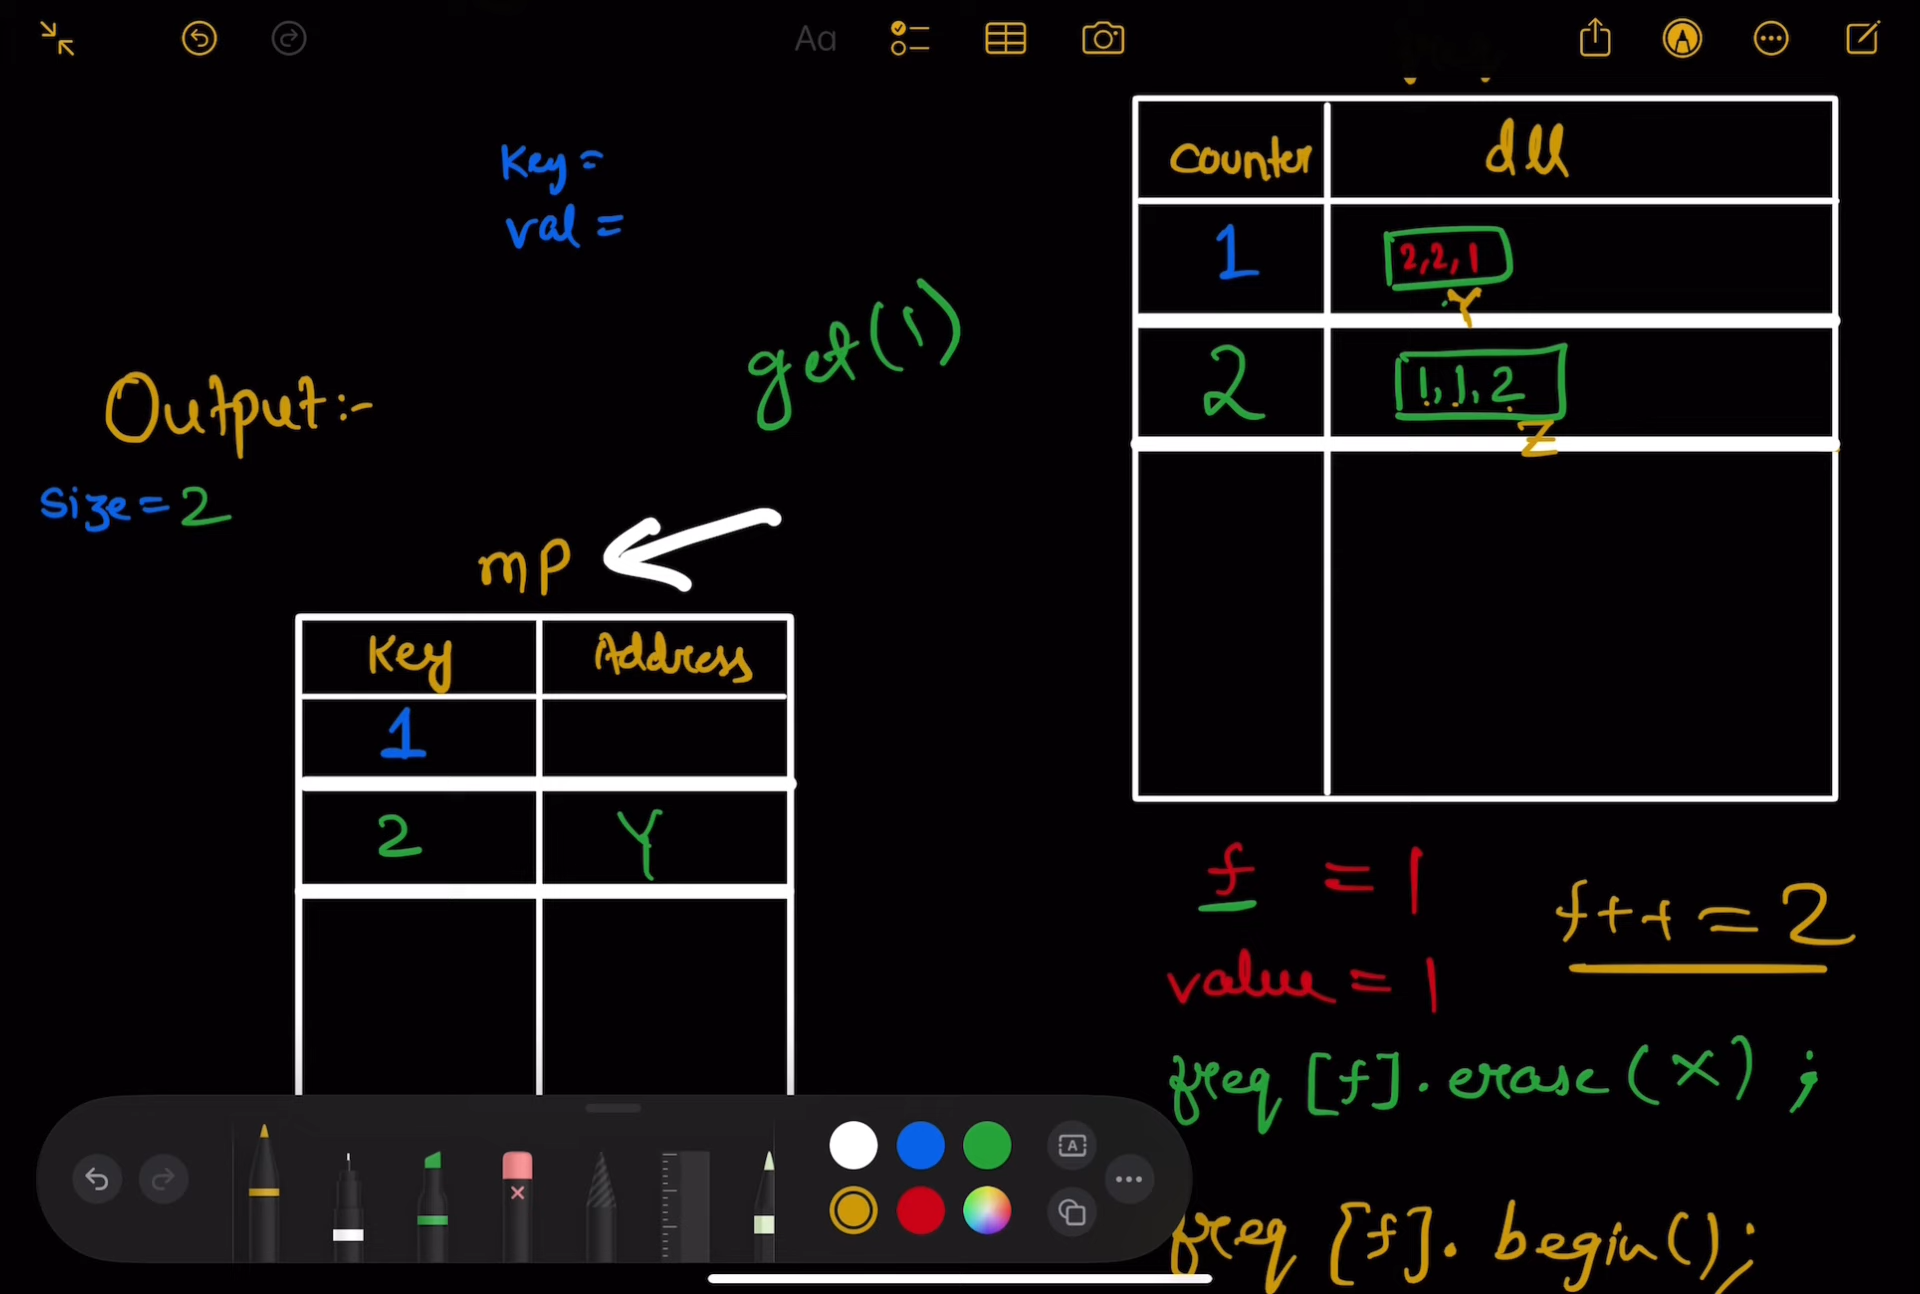 Aa
Key =
val =
get(1)
Output:-
Size = 2
mp
Key Address
1
2 Y
Counter dll
1 2,2,1
Y
2 1,1,2
Z
f = 1
f++ = 2
value = 1
freq [f].erase(X);
freq [f].begin();
A